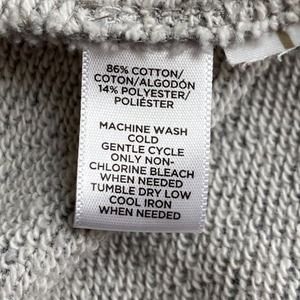 86% COTTON/
COTTON/ALGODÓN
14% POLYESTER/
POLIÉSTER
MACHINE WASH
COLD
GENTLE CYCLE
ONLY NON-
CHLORINE BLEACH
WHEN NEEDED
TUMBLE DRY LOW
COOL IRON
WHEN NEEDED